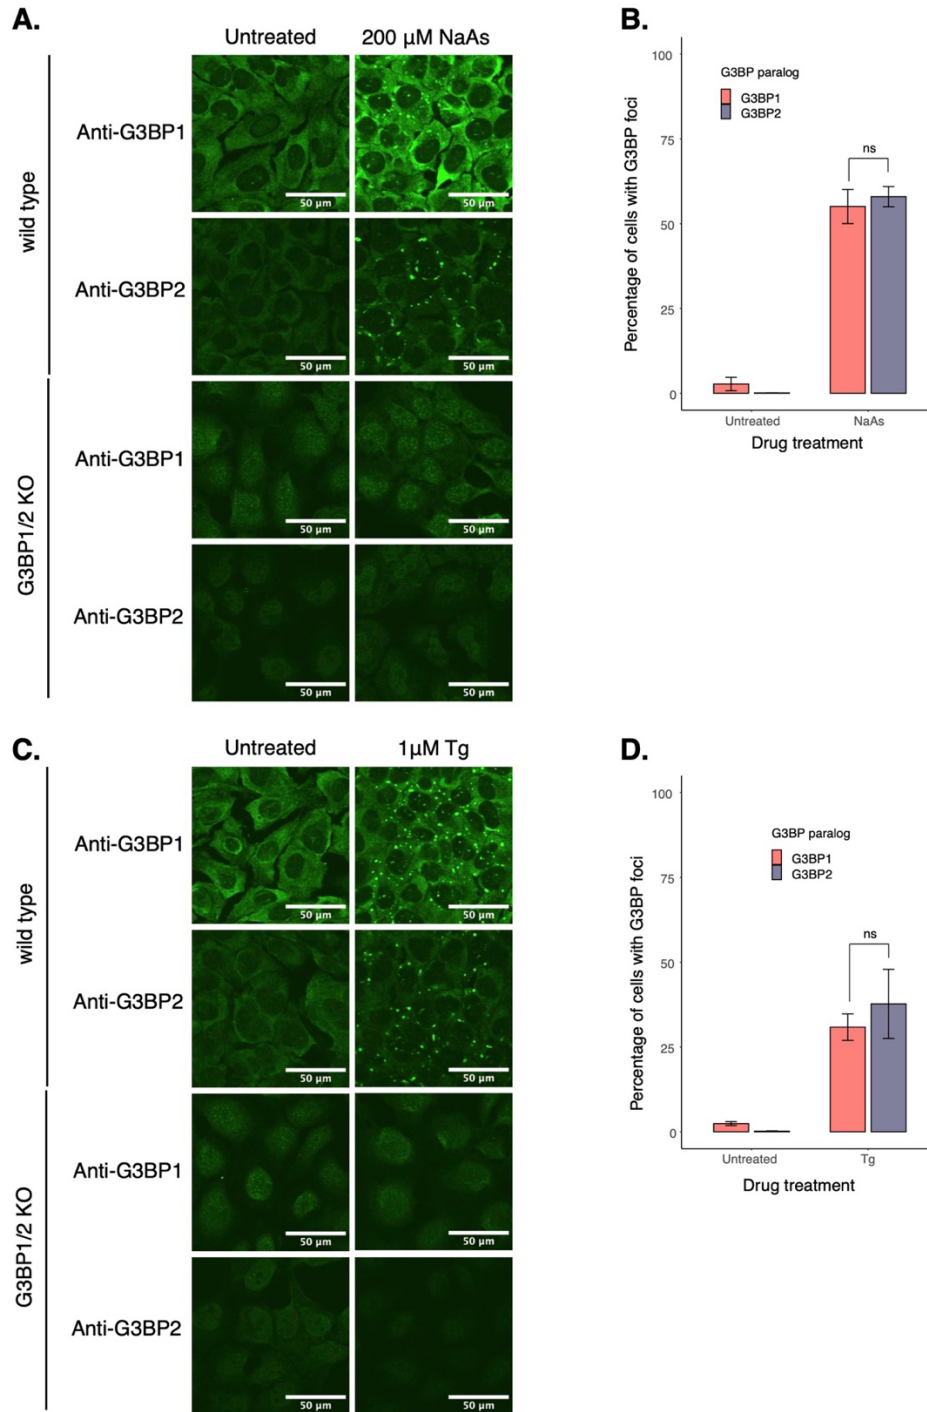 A.
Untreated
200 µM NaAs
wild type
Anti-G3BP1
50 µm
50 µm
Anti-G3BP2
50 µm
50 µm
G3BP1/2 KO
Anti-G3BP1
50 µm
50 µm
Anti-G3BP2
50 µm
50 µm
B.
Percentage of cells with G3BP foci
100
75
50
25
0
G3BP paralog
G3BP1
G3BP2
ns
Untreated
NaAs
Drug treatment
C.
Untreated
1µM Tg
wild type
Anti-G3BP1
50 µm
50 µm
Anti-G3BP2
50 µm
50 µm
G3BP1/2 KO
Anti-G3BP1
50 µm
50 µm
Anti-G3BP2
50 µm
50 µm
D.
Percentage of cells with G3BP foci
100
75
50
25
0
G3BP paralog
G3BP1
G3BP2
ns
Untreated
Tg
Drug treatment